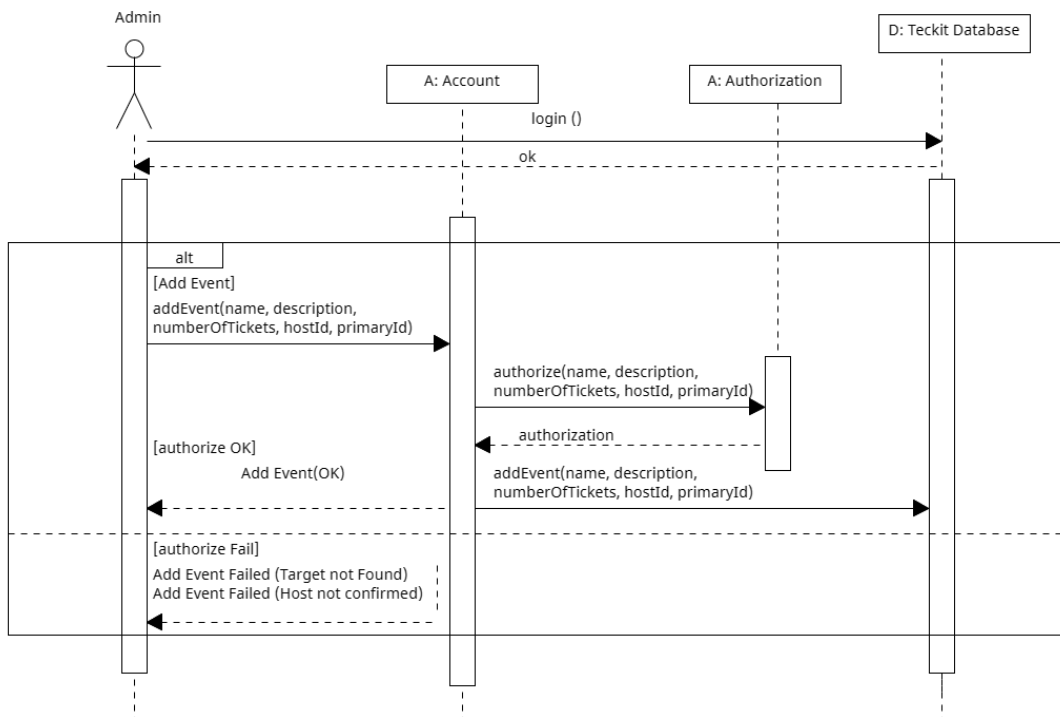 Admin
D: Teckit Database
A: Account
A: Authorization
login ()
ok
alt
[Add Event]
addEvent(name, description,
numberOfTickets, hostId, primaryId)
authorize(name, description,
numberOfTickets, hostId, primaryId)
authorization
[authorize OK]
Add Event(OK)
addEvent(name, description,
numberOfTickets, hostId, primaryId)
[authorize Fail]
Add Event Failed (Target not Found)
Add Event Failed (Host not confirmed)